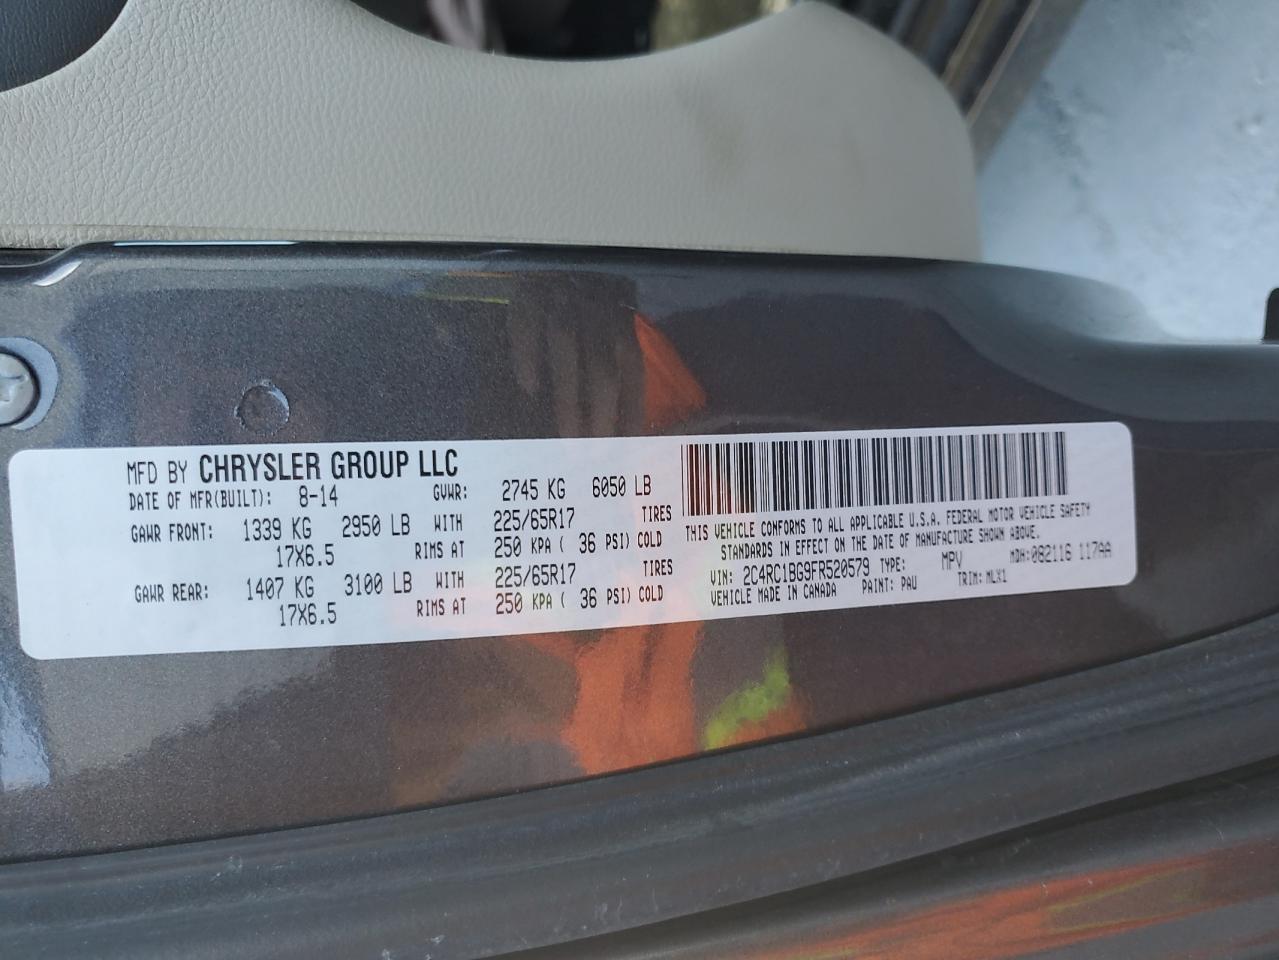 MFD BY CHRYSLER GROUP LLC
DATE OF MFR(BUILT): 8-14 GVWR: 2745 KG 6050 LB
GAWR FRONT: 1339 KG 2950 LB WITH 225/65R17 TIRES
17X6.5 RIMS AT 250 KPA ( 36 PSI) COLD
GAWR REAR: 1407 KG 3100 LB WITH 225/65R17 TIRES
17X6.5 RIMS AT 250 KPA ( 36 PSI) COLD
THIS VEHICLE CONFORMS TO ALL APPLICABLE U.S.A. FEDERAL MOTOR VEHICLE SAFETY
STANDARDS IN EFFECT ON THE DATE OF MANUFACTURE SHOWN ABOVE.
VIN: 2C4RC1BG9FR520579 TYPE: MPV MDH:082116 117AA
VEHICLE MADE IN CANADA PAINT: PAU TRIM: MLX1